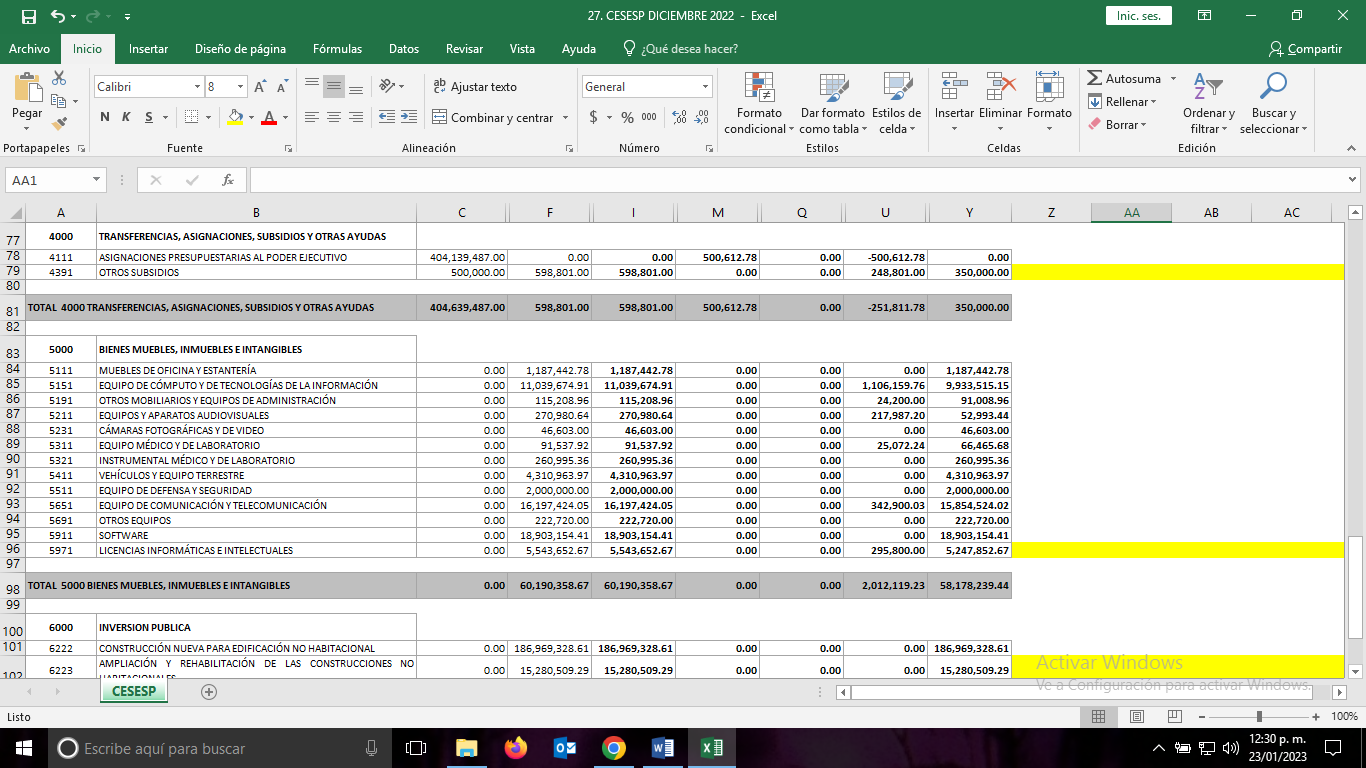 27. CESESP DICIEMBRE 2022 - Excel
Inic. ses.
Archivo Inicio Insertar Diseño de página Fórmulas Datos Revisar Vista Ayuda ¿Qué desea hacer? Compartir
Pegar
Calibri 8
N K S
Ajustar texto
Combinar y centrar
General
$ % 000
Formato condicional
Dar formato como tabla
Estilos de celda
Insertar Eliminar Formato
Autosuma
Rellenar
Borrar
Ordenar y filtrar
Buscar y seleccionar
Portapapeles Fuente Alineación Número Estilos Celdas Edición
AA1 fx
A B C F I M Q U Y Z AA AB AC
77 4000 TRANSFERENCIAS, ASIGNACIONES, SUBSIDIOS Y OTRAS AYUDAS
78 4111 ASIGNACIONES PRESUPUESTARIAS AL PODER EJECUTIVO 404,139,487.00 0.00 0.00 500,612.78 0.00 -500,612.78 0.00
79 4391 OTROS SUBSIDIOS 500,000.00 598,801.00 598,801.00 0.00 0.00 248,801.00 350,000.00
80
81 TOTAL 4000 TRANSFERENCIAS, ASIGNACIONES, SUBSIDIOS Y OTRAS AYUDAS 404,639,487.00 598,801.00 598,801.00 500,612.78 0.00 -251,811.78 350,000.00
82
83 5000 BIENES MUEBLES, INMUEBLES E INTANGIBLES
84 5111 MUEBLES DE OFICINA Y ESTANTERÍA 0.00 1,187,442.78 1,187,442.78 0.00 0.00 0.00 1,187,442.78
85 5151 EQUIPO DE CÓMPUTO Y DE TECNOLOGÍAS DE LA INFORMACIÓN 0.00 11,039,674.91 11,039,674.91 0.00 0.00 1,106,159.76 9,933,515.15
86 5191 OTROS MOBILIARIOS Y EQUIPOS DE ADMINISTRACIÓN 0.00 115,208.96 115,208.96 0.00 0.00 24,200.00 91,008.96
87 5211 EQUIPOS Y APARATOS AUDIOVISUALES 0.00 270,980.64 270,980.64 0.00 0.00 217,987.20 52,993.44
88 5231 CÁMARAS FOTOGRÁFICAS Y DE VIDEO 0.00 46,603.00 46,603.00 0.00 0.00 0.00 46,603.00
89 5311 EQUIPO MÉDICO Y DE LABORATORIO 0.00 91,537.92 91,537.92 0.00 0.00 25,072.24 66,465.68
90 5321 INSTRUMENTAL MÉDICO Y DE LABORATORIO 0.00 260,995.36 260,995.36 0.00 0.00 0.00 260,995.36
91 5411 VEHÍCULOS Y EQUIPO TERRESTRE 0.00 4,310,963.97 4,310,963.97 0.00 0.00 0.00 4,310,963.97
92 5511 EQUIPO DE DEFENSA Y SEGURIDAD 0.00 2,000,000.00 2,000,000.00 0.00 0.00 0.00 2,000,000.00
93 5651 EQUIPO DE COMUNICACIÓN Y TELECOMUNICACIÓN 0.00 16,197,424.05 16,197,424.05 0.00 0.00 342,900.03 15,854,524.02
94 5691 OTROS EQUIPOS 0.00 222,720.00 222,720.00 0.00 0.00 0.00 222,720.00
95 5911 SOFTWARE 0.00 18,903,154.41 18,903,154.41 0.00 0.00 0.00 18,903,154.41
96 5971 LICENCIAS INFORMÁTICAS E INTELECTUALES 0.00 5,543,652.67 5,543,652.67 0.00 0.00 295,800.00 5,247,852.67
97
98 TOTAL 5000 BIENES MUEBLES, INMUEBLES E INTANGIBLES 0.00 60,190,358.67 60,190,358.67 0.00 0.00 2,012,119.23 58,178,239.44
99
100 6000 INVERSION PUBLICA
101 6222 CONSTRUCCIÓN NUEVA PARA EDIFICACIÓN NO HABITACIONAL 0.00 186,969,328.61 186,969,328.61 0.00 0.00 0.00 186,969,328.61
102 6223 AMPLIACIÓN Y REHABILITACIÓN DE LAS CONSTRUCCIONES NO HABITACIONALES 0.00 15,280,509.29 15,280,509.29 0.00 0.00 0.00 15,280,509.29
Activar Windows
Ve a Configuración para activar Windows.
CESESP
Listo 100%
Escribe aquí para buscar
12:30 p. m.
23/01/2023